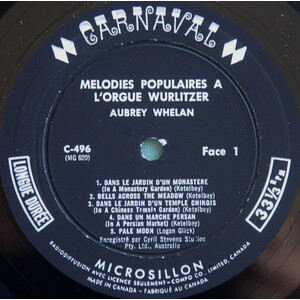 CARNAVAL
MELODIES POPULAIRES A
L'ORGUE WURLITZER
AUBREY WHELAN
C-496
(MG 620)
Face 1
LONGUE DURÉE
33⅓ TPM
1. DANS LE JARDIN D'UN MONASTERE
(In A Monastery Garden) (Ketelbey)
2. BELLS ACROSS THE MEADOW (Ketelbey)
3. DANS LE JARDIN D'UN TEMPLE CHINOIS
(In A Chinese Temple Garden) (Ketelbey)
4. DANS UN MARCHE PERSAN
(In A Persian Market) (Ketelbey)
5. PALE MOON (Logan Glick)
Enregistré par Cyril Stevens Studios
Pty. Ltd., Australia
MICROSILLON
RADIODIFFUSION AVEC LICENCE SEULEMENT-COMPO CO. LIMITED, CANADA
MADE IN CANADA - FABRIQUÉ AU CANADA